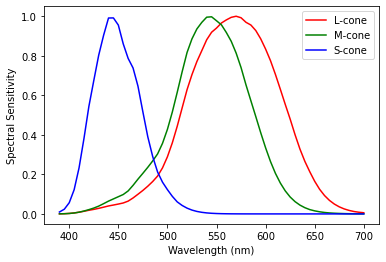 1.0
0.8
0.6
0.4
0.2
0.0
Spectral Sensitivity
L-cone
M-cone
S-cone
400 450 500 550 600 650 700
Wavelength (nm)